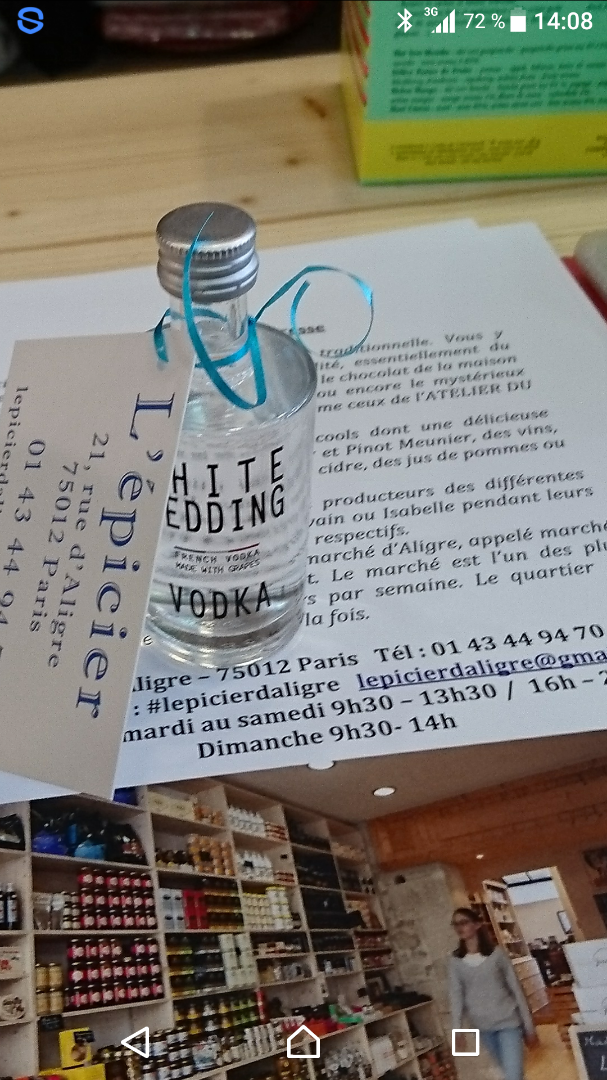 3G 72 % 14:08
esse
traditionnelle. Vous y
lité, essentiellement du
le chocolat de la maison
ou encore le mystérieux
me ceux de l'ATELIER DU
cools dont une délicieuse
et Pinot Meunier, des vins,
cidre, des jus de pommes ou
producteurs des différentes
vain ou Isabelle pendant leurs
respectifs.
marché d'Aligre, appelé marché
t. Le marché est l'un des plu
s par semaine. Le quartier
la fois.
HITE
EDDING
FRENCH VODKA
MADE WITH GRAPES
VODKA
L'épicier
21, rue d'Aligre
75012 Paris
01 43 44 94
lepicierdali
Aligre – 75012 Paris Tél : 01 43 44 94 70
: #lepicierdaligre lepicierdaligre@gma
mardi au samedi 9h30 – 13h30 / 16h – 2
Dimanche 9h30- 14h